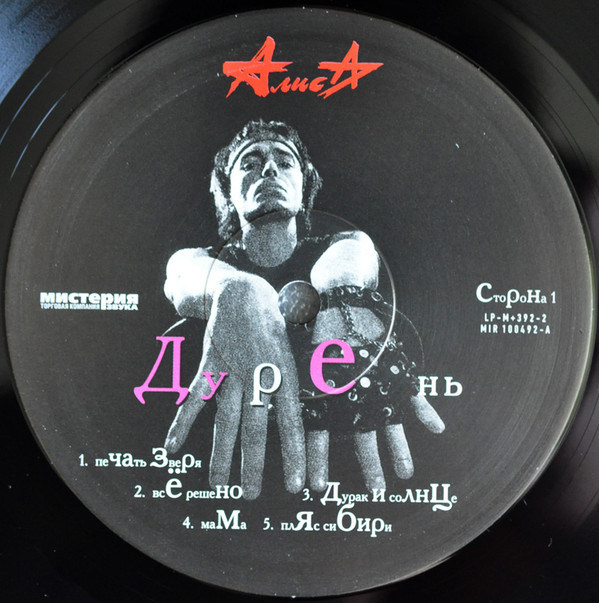 АлисА
мистерия
ТОРГОВАЯ КОМПАНИЯ ЗВУКА
СтоРоНа 1
LP-M+392-2
MIR 100492-A
ДуРень
1. пеЧАТь ЗвеРя
2. всЁ решеНО
3. Дурак И соЛНЦе
4. маМа
5. плЯс сиБири